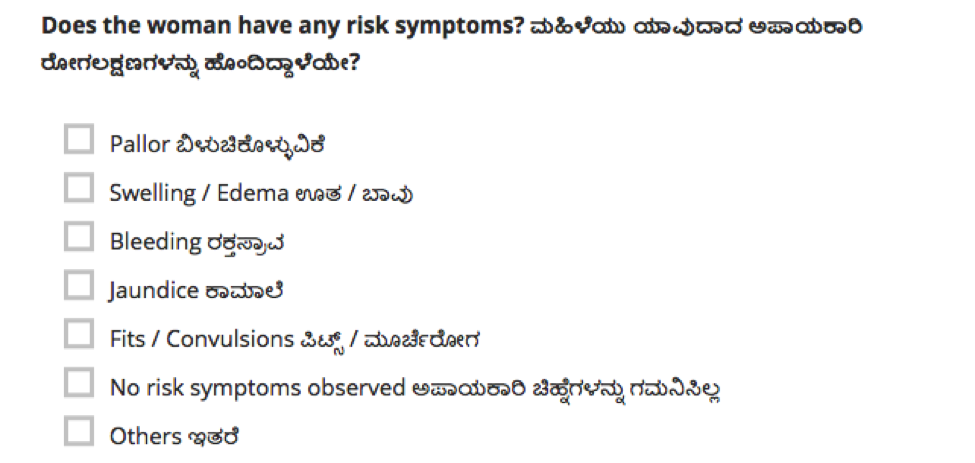 Does the woman have any risk symptoms? ಮಹಿಳೆಯು ಯಾವುದಾದ ಅಪಾಯಕಾರಿ
ರೋಗಲಕ್ಷಣಗಳನ್ನು ಹೊಂದಿದ್ದಾಳೆಯೇ?
Pallor ಬಿಳುಚಿಕೊಳ್ಳುವಿಕೆ
Swelling / Edema ಊತ / ಬಾವು
Bleeding ರಕ್ತಸ್ರಾವ
Jaundice ಕಾಮಾಲೆ
Fits / Convulsions ಪಿಟ್ಸ್ / ಮೂರ್ಚೆರೋಗ
No risk symptoms observed ಅಪಾಯಕಾರಿ ಚಿಹ್ನೆಗಳನ್ನು ಗಮನಿಸಿಲ್ಲ
Others ಇತರೆ